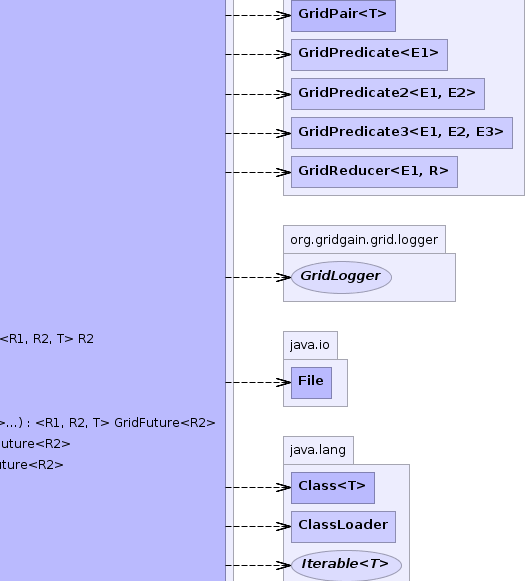 GridPair<T>
GridPredicate<E1>
GridPredicate2<E1, E2>
GridPredicate3<E1, E2, E3>
GridReducer<E1, R>
org.gridgain.grid.logger
GridLogger
<R1, R2, T> R2
java.io
File
>...) : <R1, R2, T> GridFuture<R2>
uture<R2>
uture<R2>
java.lang
Class<T>
ClassLoader
Iterable<T>